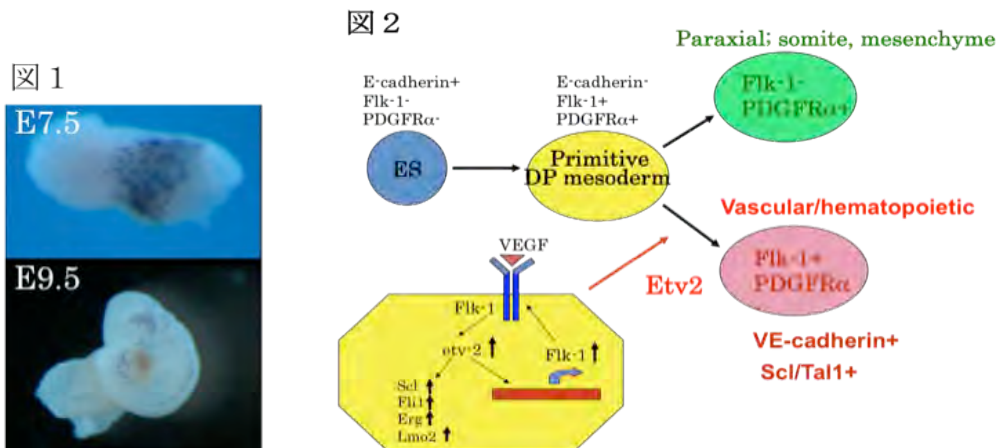 図1
E7.5
E9.5
図2
E-cadherin+
Flk-1-
PDGFRα-
ES
E-cadherin-
Flk-1+
PDGFRα+
Primitive
DP mesoderm
Paraxial; somite, mesenchyme
Flk-1-
PDGFRα+
Vascular/hematopoietic
Flk-1+
PDGFRα
VE-cadherin+
Scl/Tal1+
Etv2
VEGF
Flk-1
etv-2
Flk-1
Scl
Fli1
Erg
Lmo2